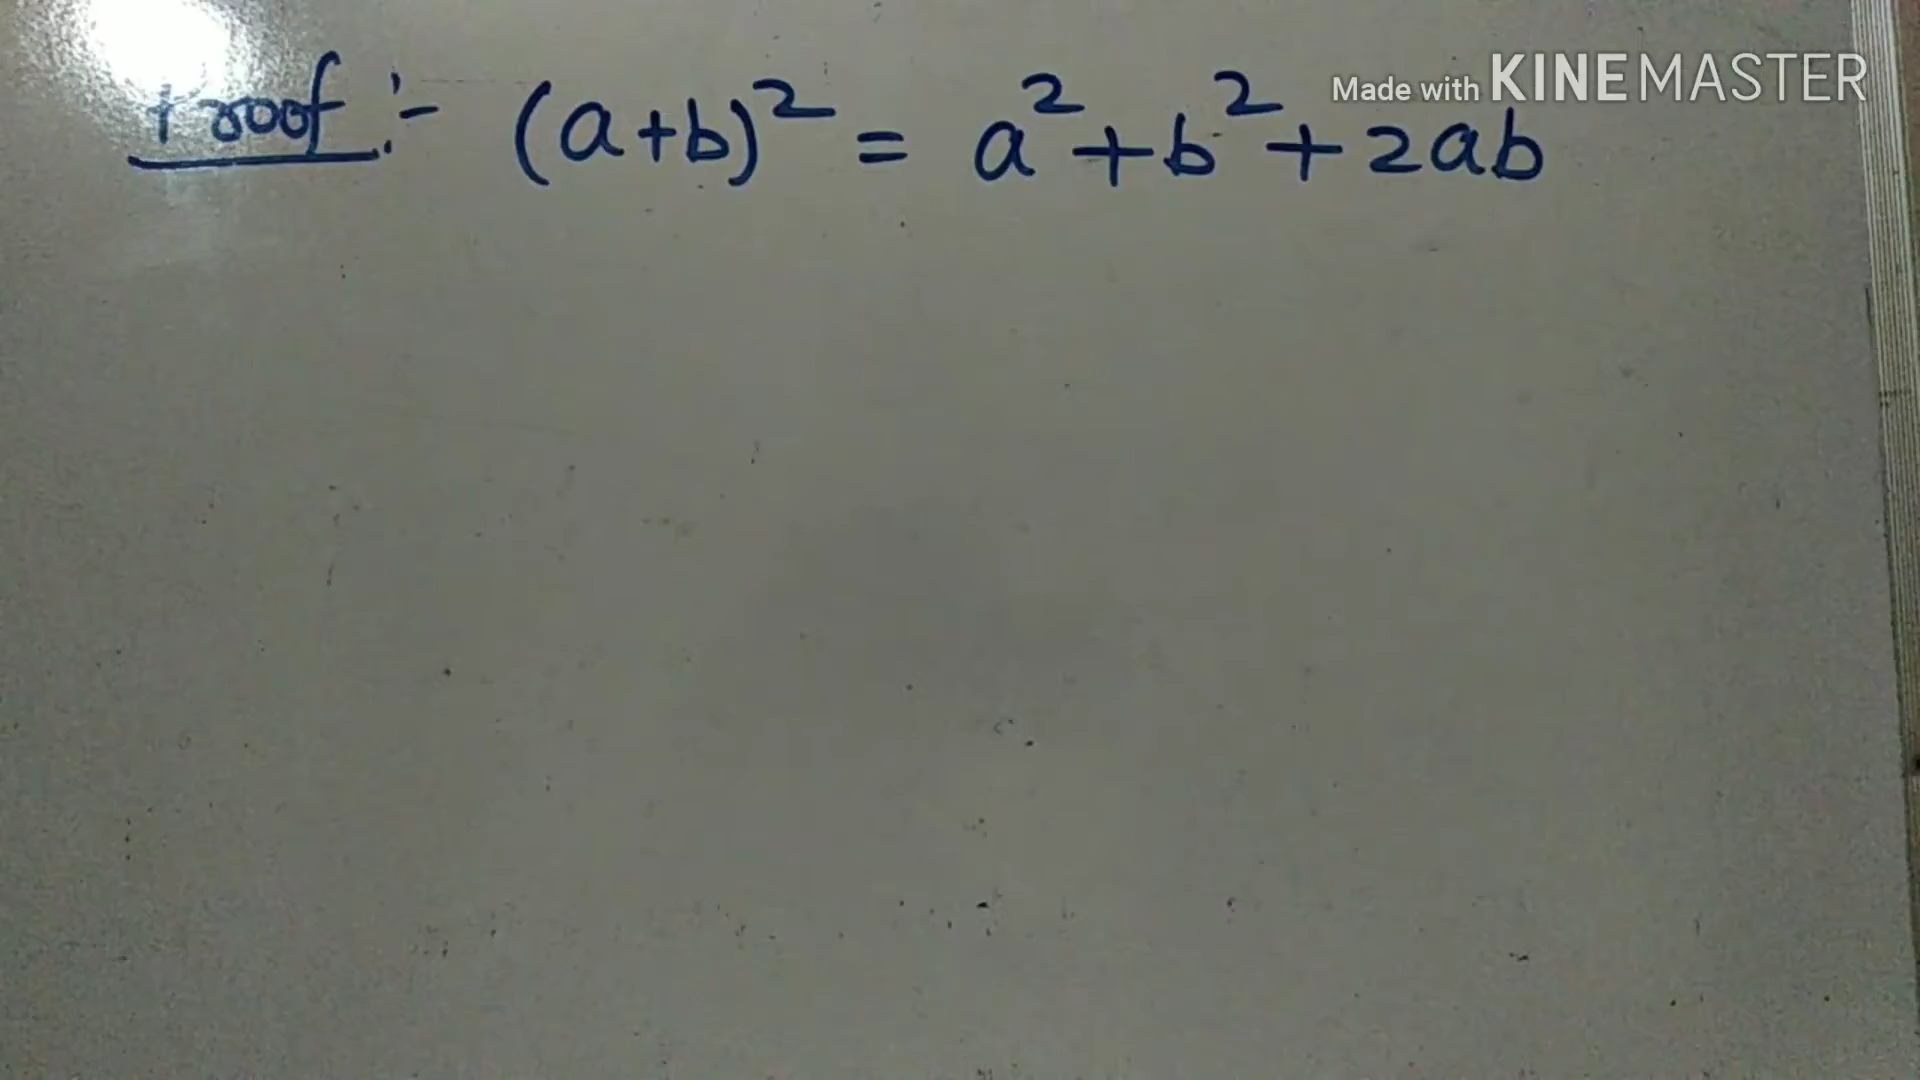 Proof :- (a+b)² = a² + b² + 2ab
Made with KINEMASTER